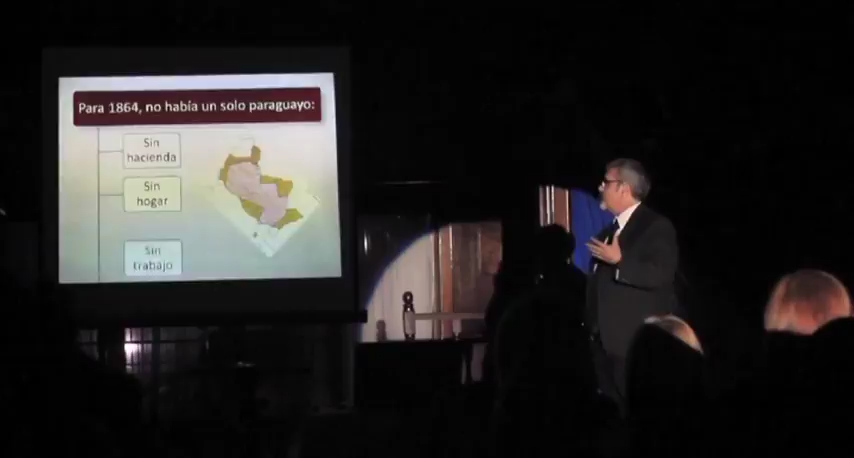 Para 1864, no había un solo paraguayo:
Sin
hacienda
Sin
hogar
Sin
trabajo